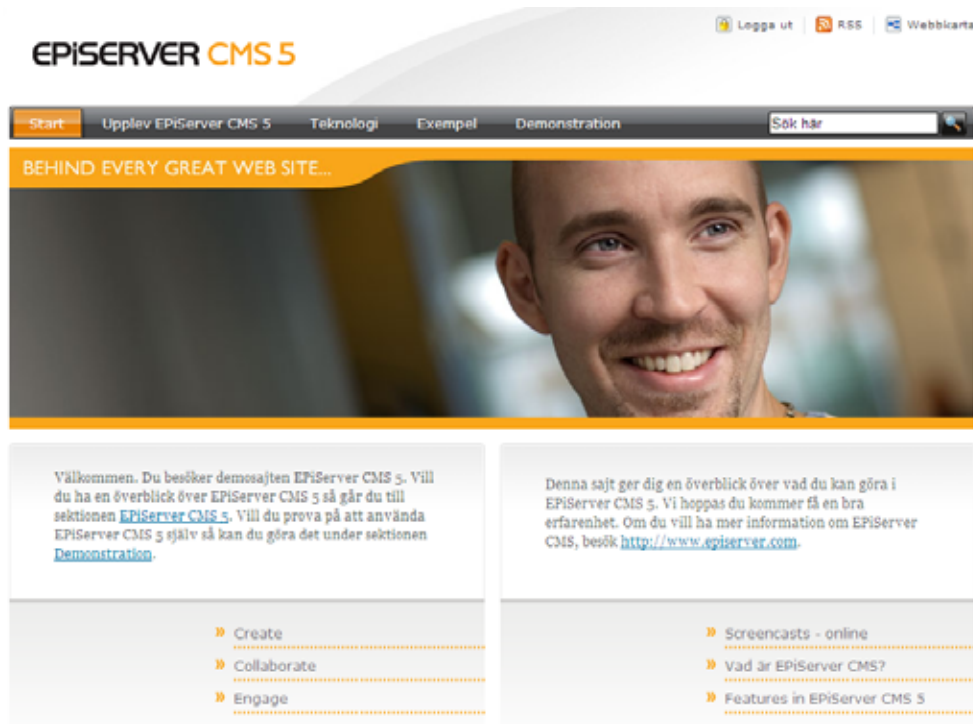 Logga ut
RSS
Webbkarta
EPiSERVER CMS 5
Start
Upplev EPiServer CMS 5
Teknologi
Exempel
Demonstration
Sök här
BEHIND EVERY GREAT WEB SITE...
Välkommen. Du besöker demosajten EPiServer CMS 5. Vill
du ha en överblick över EPiServer CMS 5 så går du till
sektionen EPiServer CMS 5. Vill du prova på att använda
EPiServer CMS 5 själv så kan du göra det under sektionen
Demonstration.
Denna sajt ger dig en överblick över vad du kan göra i
EPiServer CMS 5. Vi hoppas du kommer få en bra
erfarenhet. Om du vill ha mer information om EPiServer
CMS, besök http://www.episerver.com.
» Create
» Collaborate
» Engage
» Screencasts - online
» Vad är EPiServer CMS?
» Features in EPiServer CMS 5